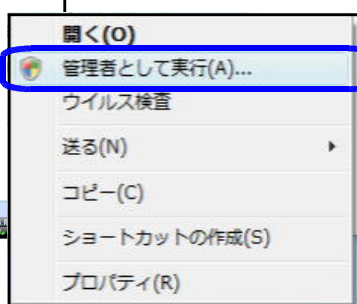 開く(O)
管理者として実行(A)...
ウイルス検査
送る(N)
コピー(C)
ショートカットの作成(S)
プロパティ(R)